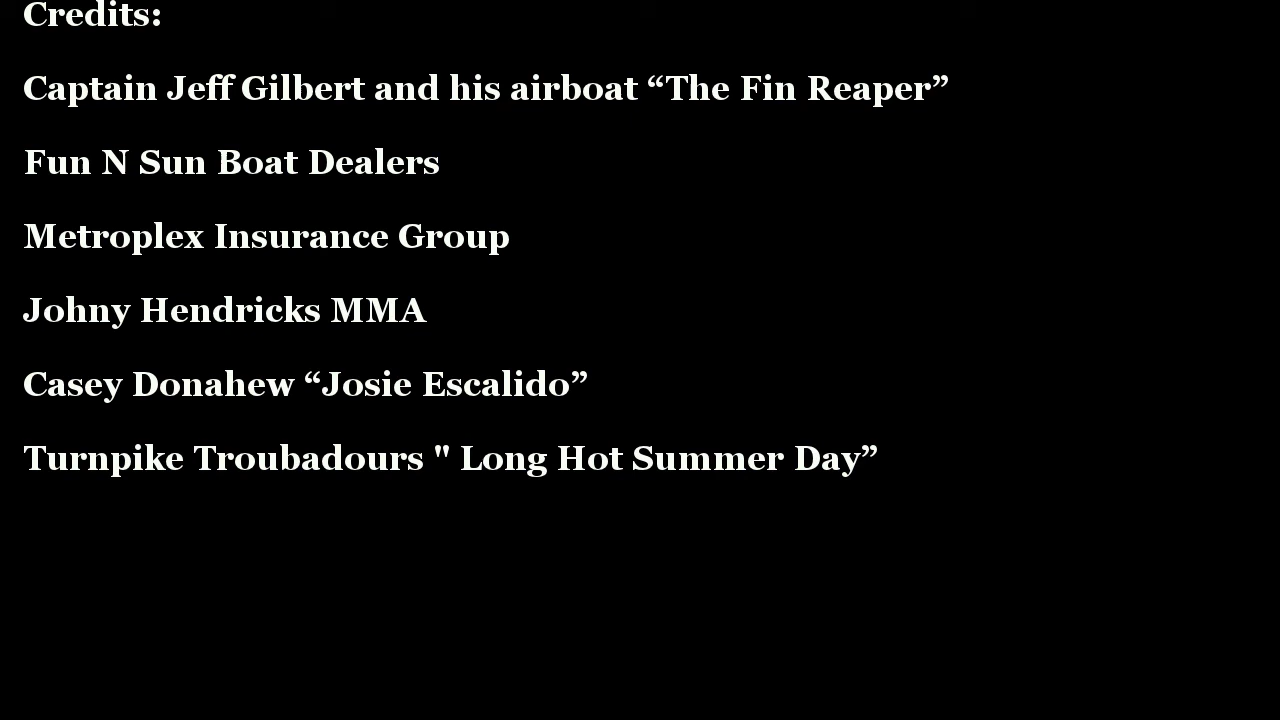 Credits:
Captain Jeff Gilbert and his airboat “The Fin Reaper”
Fun N Sun Boat Dealers
Metroplex Insurance Group
Johny Hendricks MMA
Casey Donahew “Josie Escalido”
Turnpike Troubadours " Long Hot Summer Day”